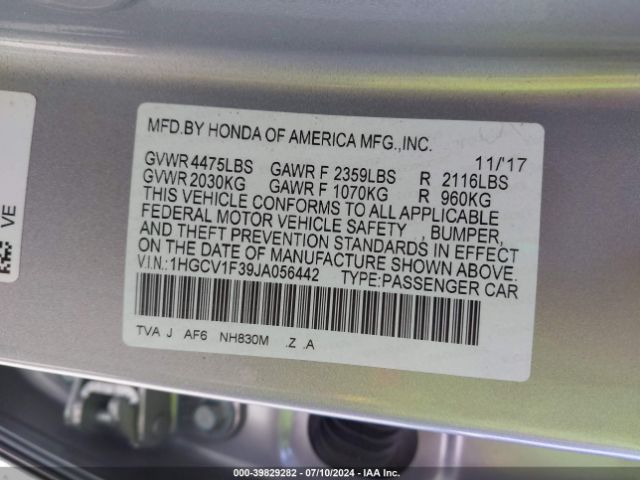 MFD.BY HONDA OF AMERICA MFG.,INC.
11/'17
GVWR 4475LBS GAWR F 2359LBS R 2116LBS
GVWR 2030KG GAWR F 1070KG R 960KG
THIS VEHICLE CONFORMS TO ALL APPLICABLE
FEDERAL MOTOR VEHICLE SAFETY , BUMPER,
AND THEFT PREVENTION STANDARDS IN EFFECT
ON THE DATE OF MANUFACTURE SHOWN ABOVE.
V.I.N.:1HGCV1F39JA056442 TYPE:PASSENGER CAR
TVA J AF6 NH830M .Z .A
VE
000-39829282 - 07/10/2024 - IAA Inc.